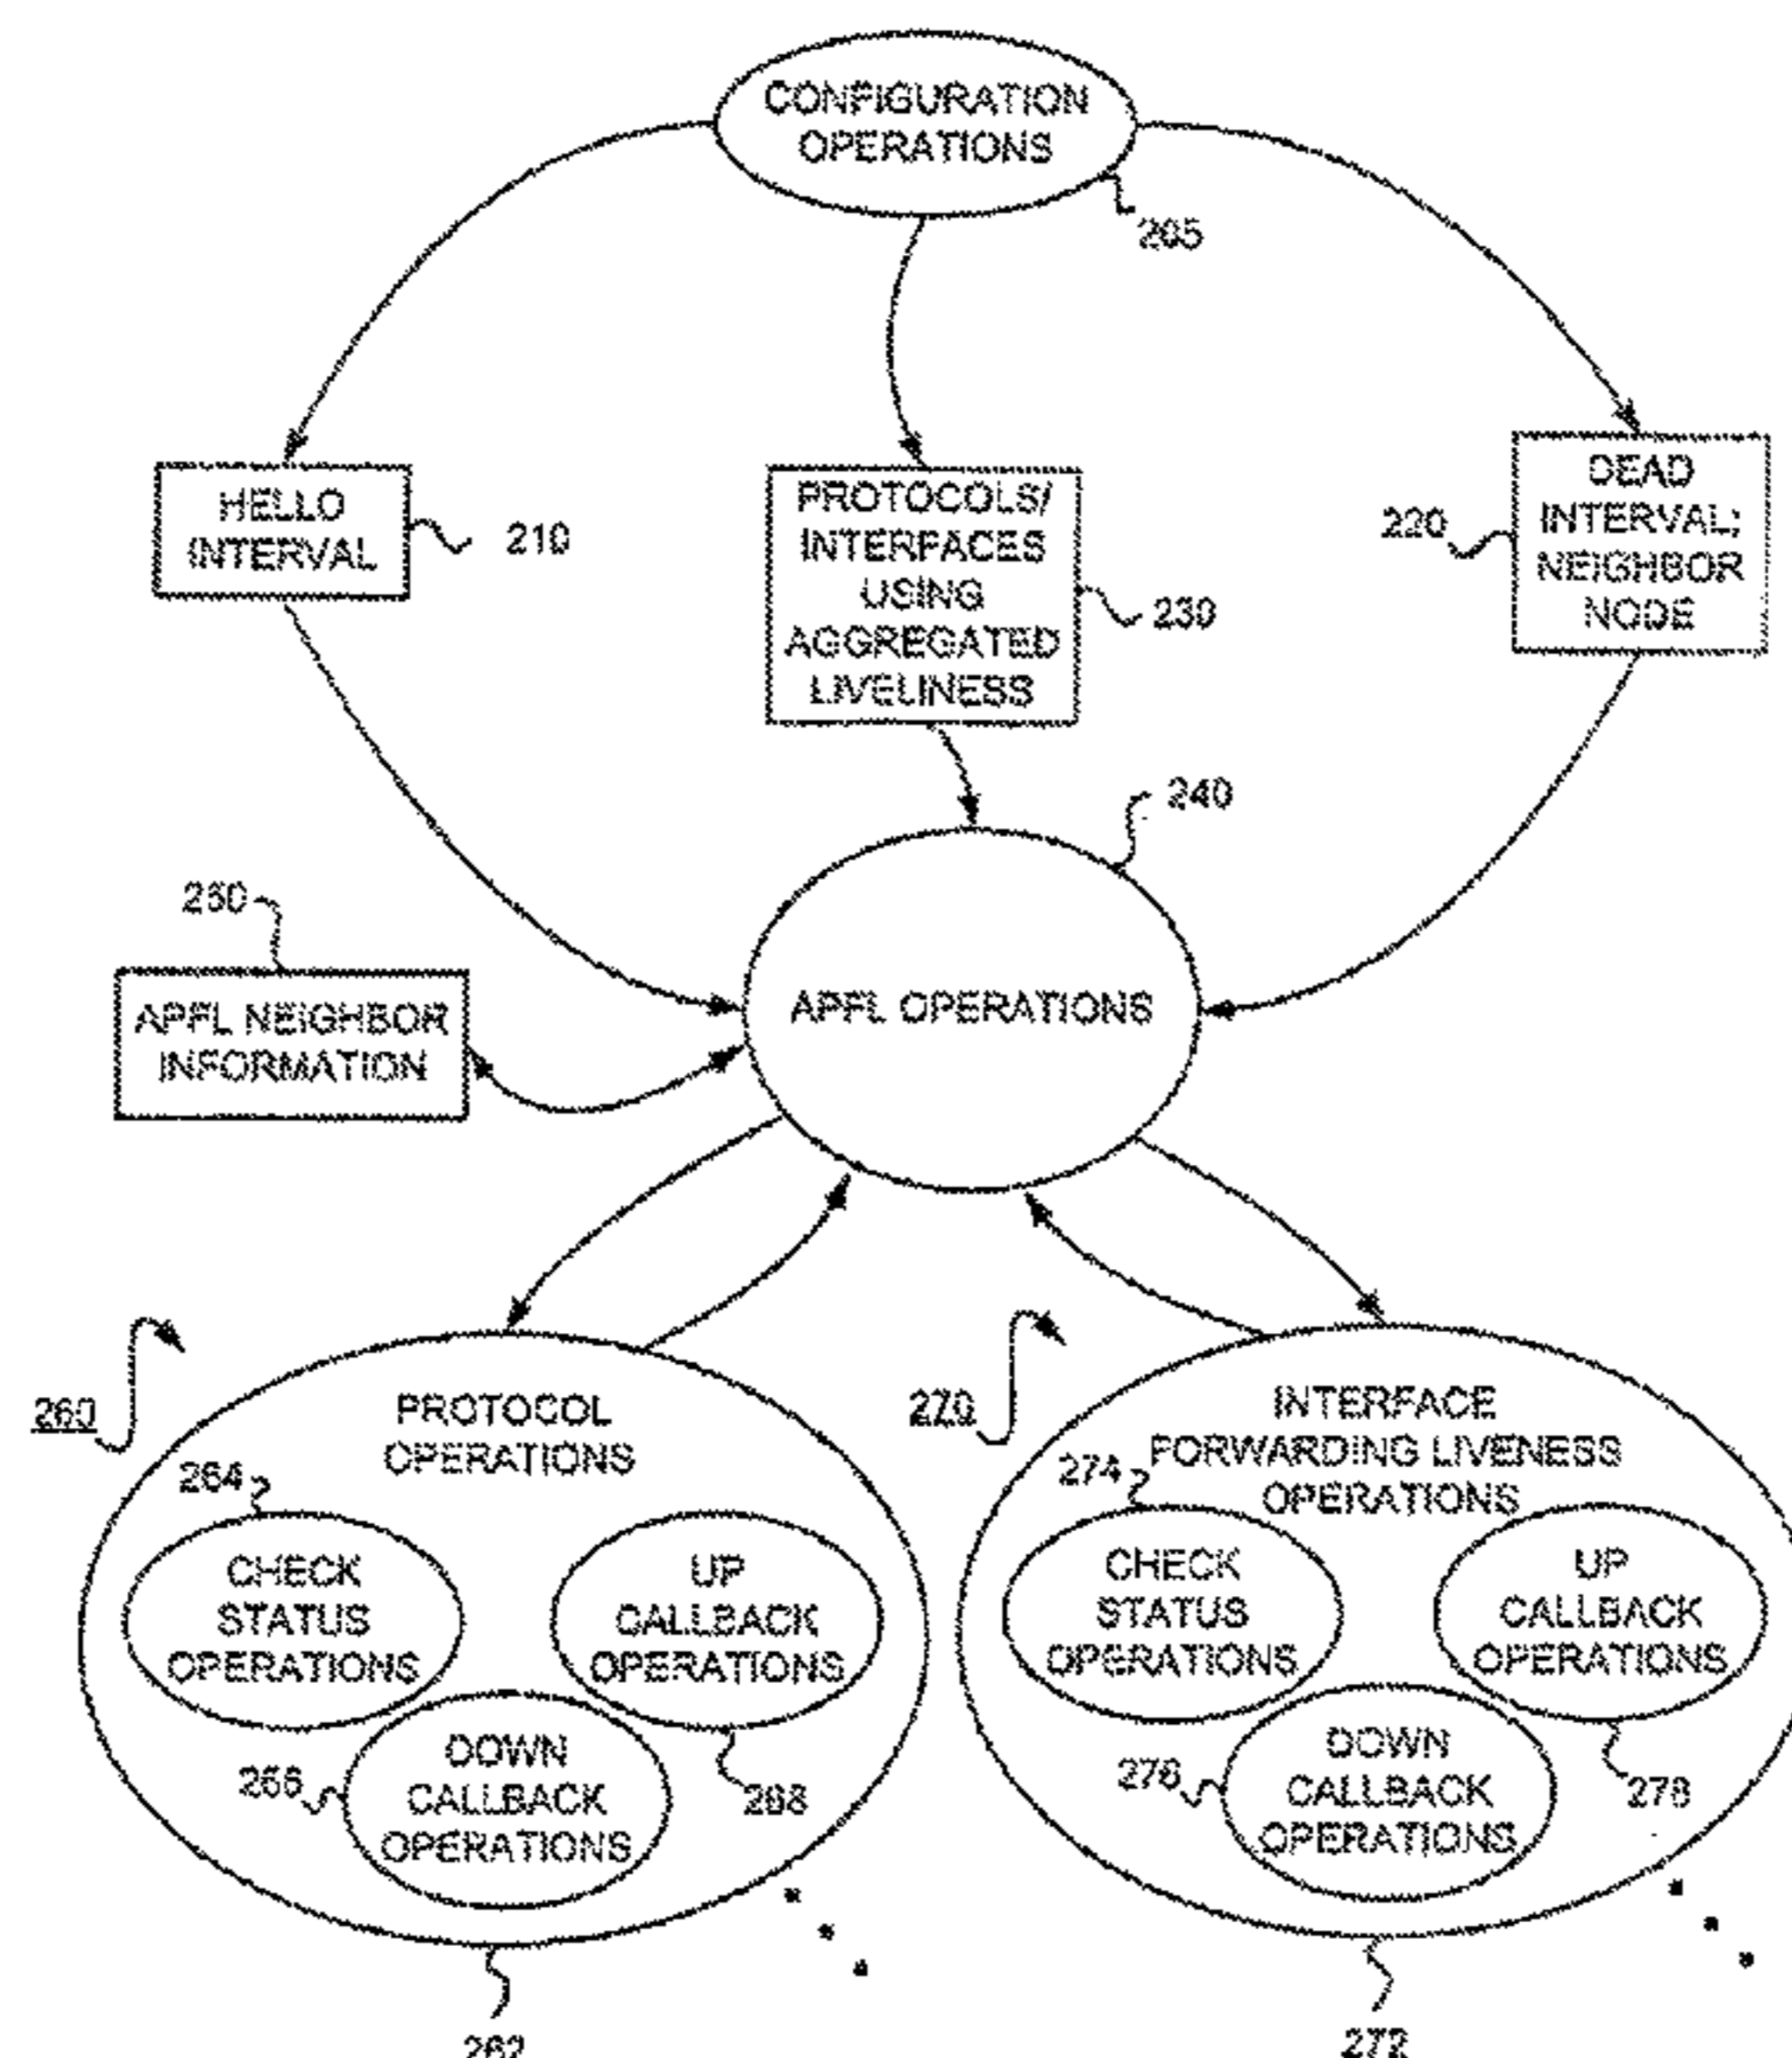 CONFIGURATION
OPERATIONS
205
HELLO
INTERVAL
210
PROTOCOLS/
INTERFACES
USING
AGGREGATED
LIVELINESS
230
220
DEAD
INTERVAL;
NEIGHBOR
NODE
240
250
APFL NEIGHBOR
INFORMATION
APFL OPERATIONS
260
PROTOCOL
OPERATIONS
264
CHECK
STATUS
OPERATIONS
UP
CALLBACK
OPERATIONS
266
DOWN
CALLBACK
OPERATIONS
268
262
270
INTERFACE
FORWARDING LIVENESS
OPERATIONS
274
CHECK
STATUS
OPERATIONS
UP
CALLBACK
OPERATIONS
276
DOWN
CALLBACK
OPERATIONS
278
272